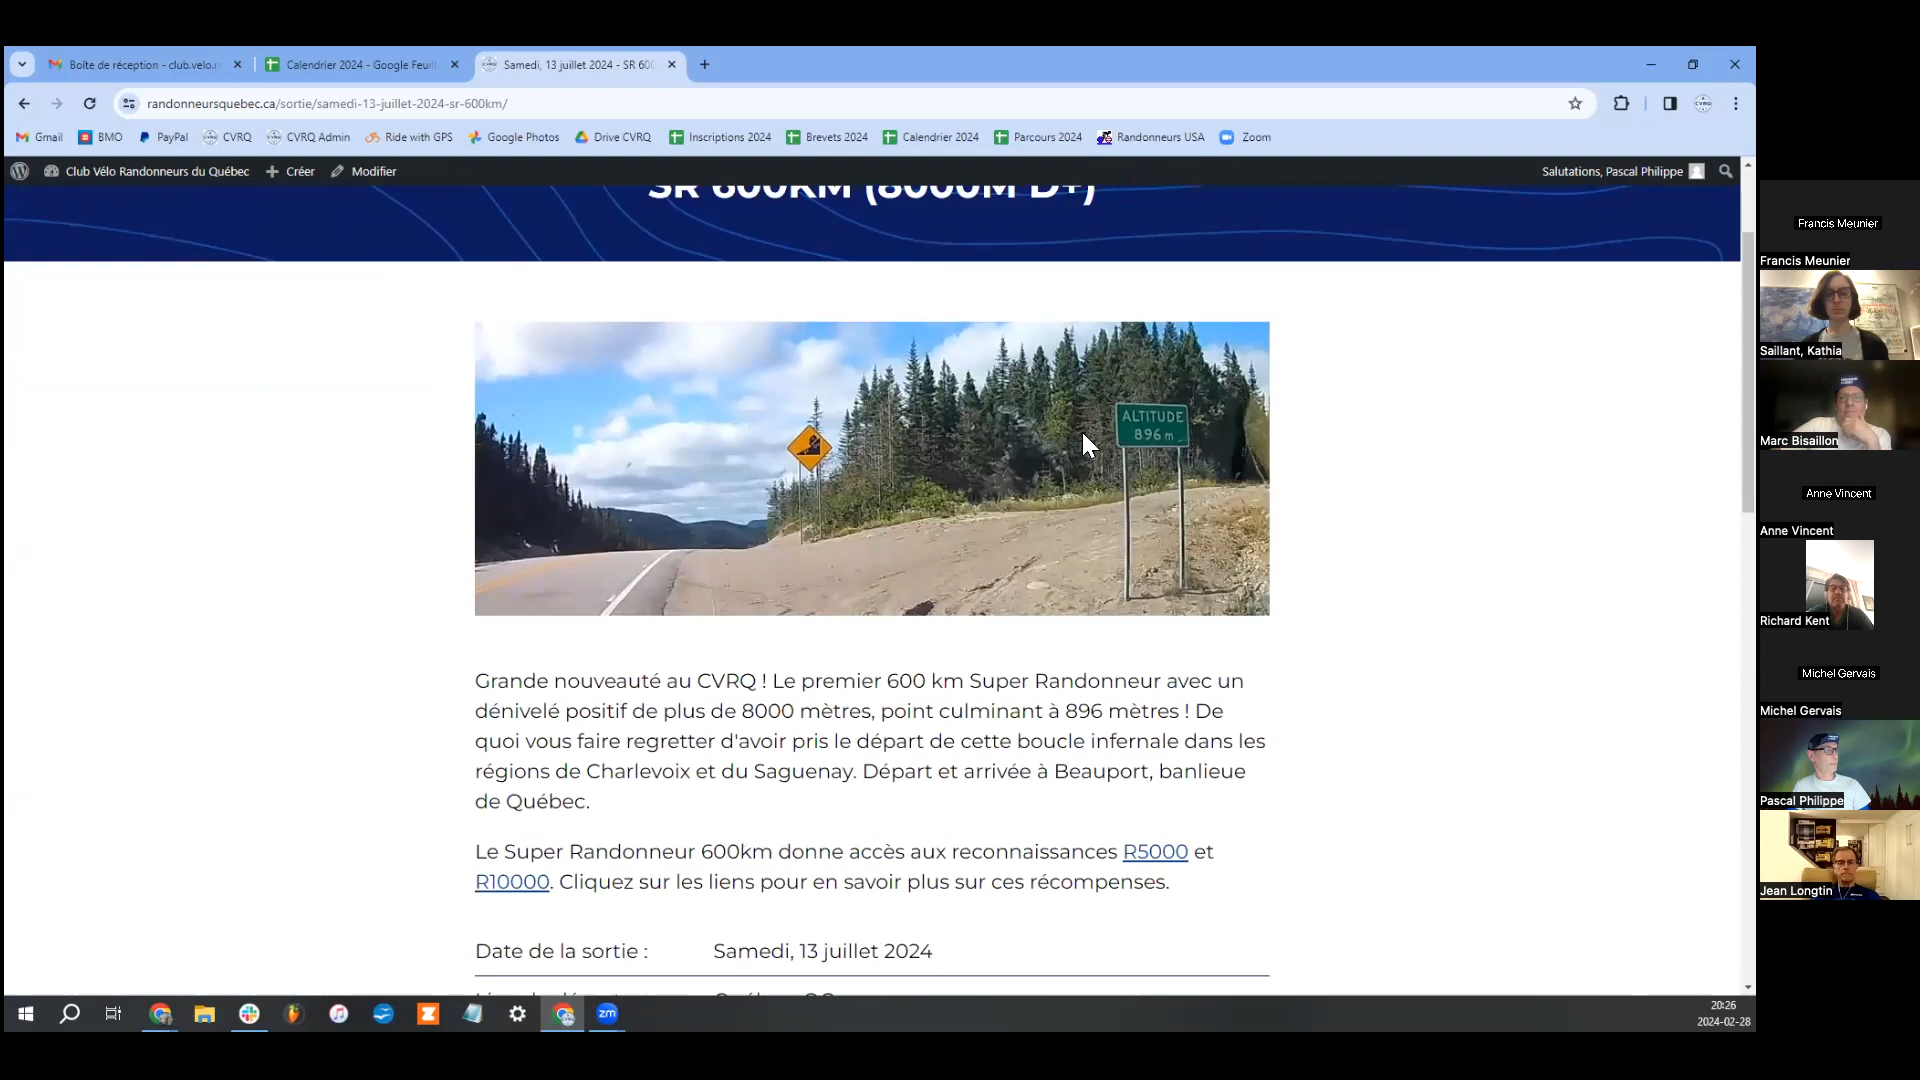 Boîte de réception - club.velo.r
Calendrier 2024 - Google Feuill
Samedi, 13 juillet 2024 - SR 600
randonneursquebec.ca/sortie/samedi-13-juillet-2024-sr-600km/
Gmail
BMO
PayPal
CVRQ
CVRQ Admin
Ride with GPS
Google Photos
Drive CVRQ
Inscriptions 2024
Brevets 2024
Calendrier 2024
Parcours 2024
Randonneurs USA
Zoom
Club Vélo Randonneurs du Québec
Créer
Modifier
Salutations, Pascal Philippe
SR 600KM (8000M D+)
ALTITUDE
896 m
Grande nouveauté au CVRQ ! Le premier 600 km Super Randonneur avec un
dénivelé positif de plus de 8000 mètres, point culminant à 896 mètres ! De
quoi vous faire regretter d'avoir pris le départ de cette boucle infernale dans les
régions de Charlevoix et du Saguenay. Départ et arrivée à Beauport, banlieue
de Québec.
Le Super Randonneur 600km donne accès aux reconnaissances R5000 et
R10000. Cliquez sur les liens pour en savoir plus sur ces récompenses.
Date de la sortie : Samedi, 13 juillet 2024
zm
20:26
2024-02-28
Francis Meunier
Francis Meunier
Saillant, Kathia
Marc Bisaillon
Anne Vincent
Anne Vincent
Richard Kent
Michel Gervais
Michel Gervais
Pascal Philippe
Jean Longtin